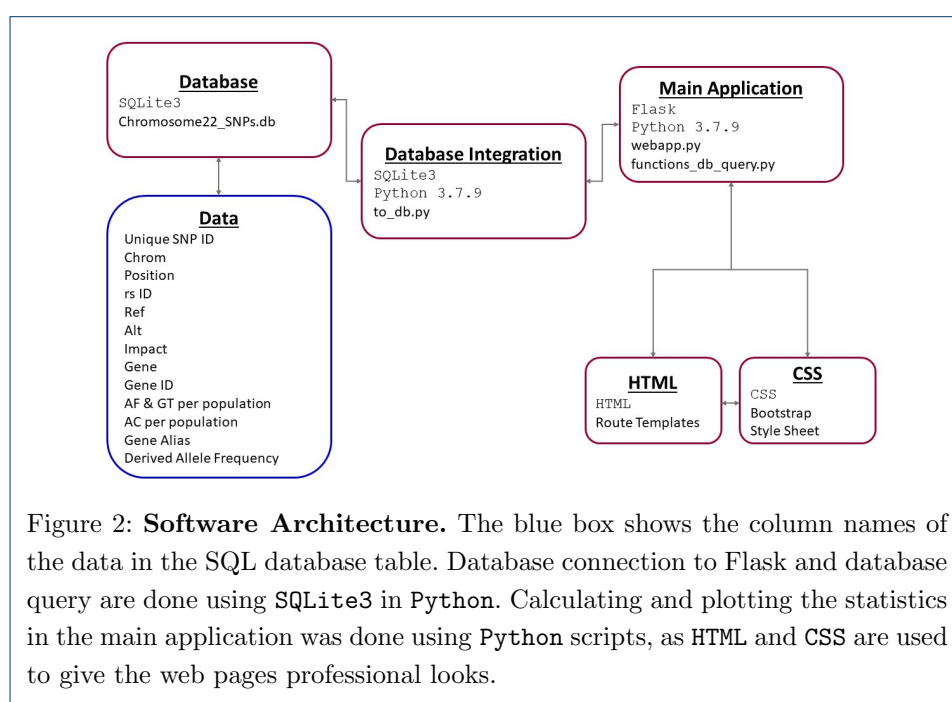 Database
SQLite3
Chromosome22_SNPs.db
Data
Unique SNP ID
Chrom
Position
rs ID
Ref
Alt
Impact
Gene
Gene ID
AF & GT per population
AC per population
Gene Alias
Derived Allele Frequency
Database Integration
SQLite3
Python 3.7.9
to_db.py
Main Application
Flask
Python 3.7.9
webapp.py
functions_db_query.py
HTML
HTML
Route Templates
CSS
CSS
Bootstrap
Style Sheet
Figure 2: Software Architecture. The blue box shows the column names of
the data in the SQL database table. Database connection to Flask and database
query are done using SQLite3 in Python. Calculating and plotting the statistics
in the main application was done using Python scripts, as HTML and CSS are used
to give the web pages professional looks.